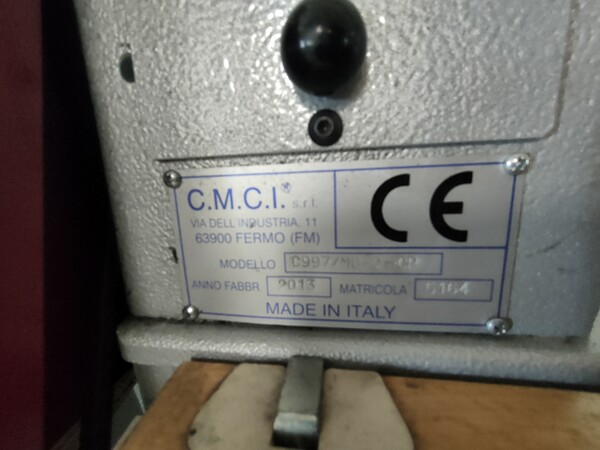 C.M.C.I.® s.r.l.
VIA DELL INDUSTRIA, 11
63900 FERMO (FM)
CE
MODELLO
ANNO FABBR. 2013 MATRICOLA
MADE IN ITALY